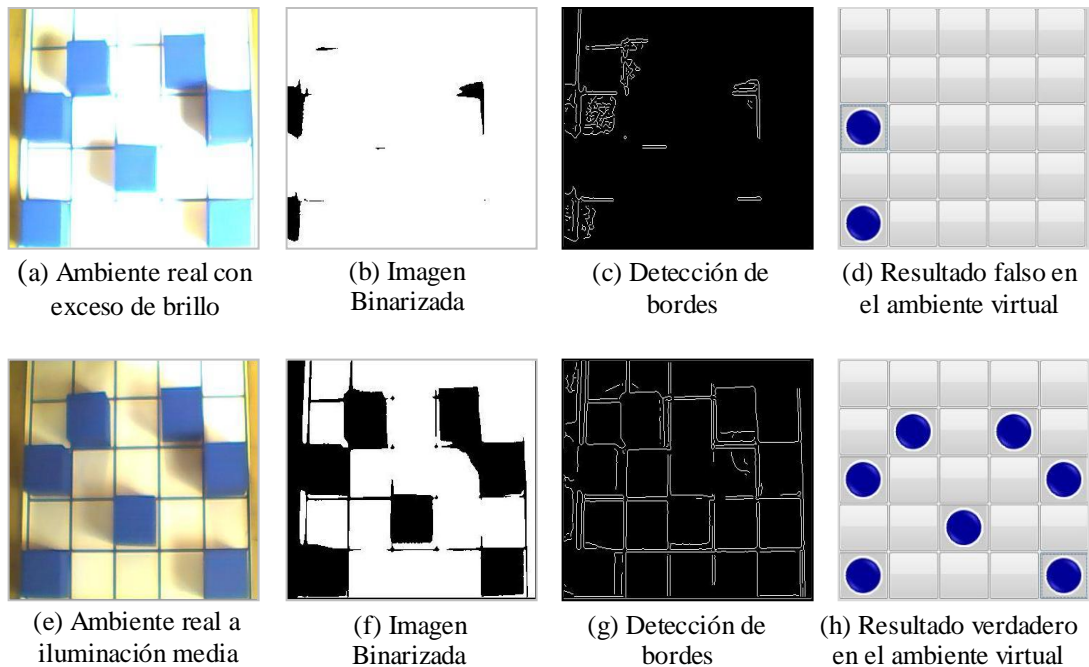 (a) Ambiente real con
exceso de brillo
(b) Imagen
Binarizada
(c) Detección de
bordes
(d) Resultado falso en
el ambiente virtual
(e) Ambiente real a
iluminación media
(f) Imagen
Binarizada
(g) Detección de
bordes
(h) Resultado verdadero
en el ambiente virtual